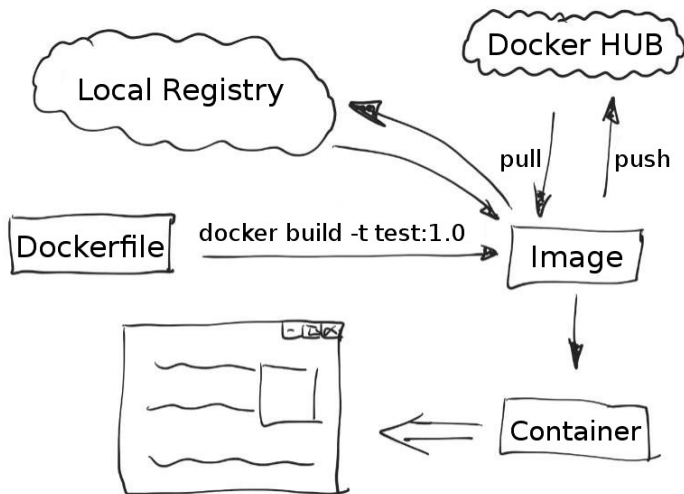 Docker HUB
Local Registry
pull
push
docker build -t test:1.0
Dockerfile
Image
Container